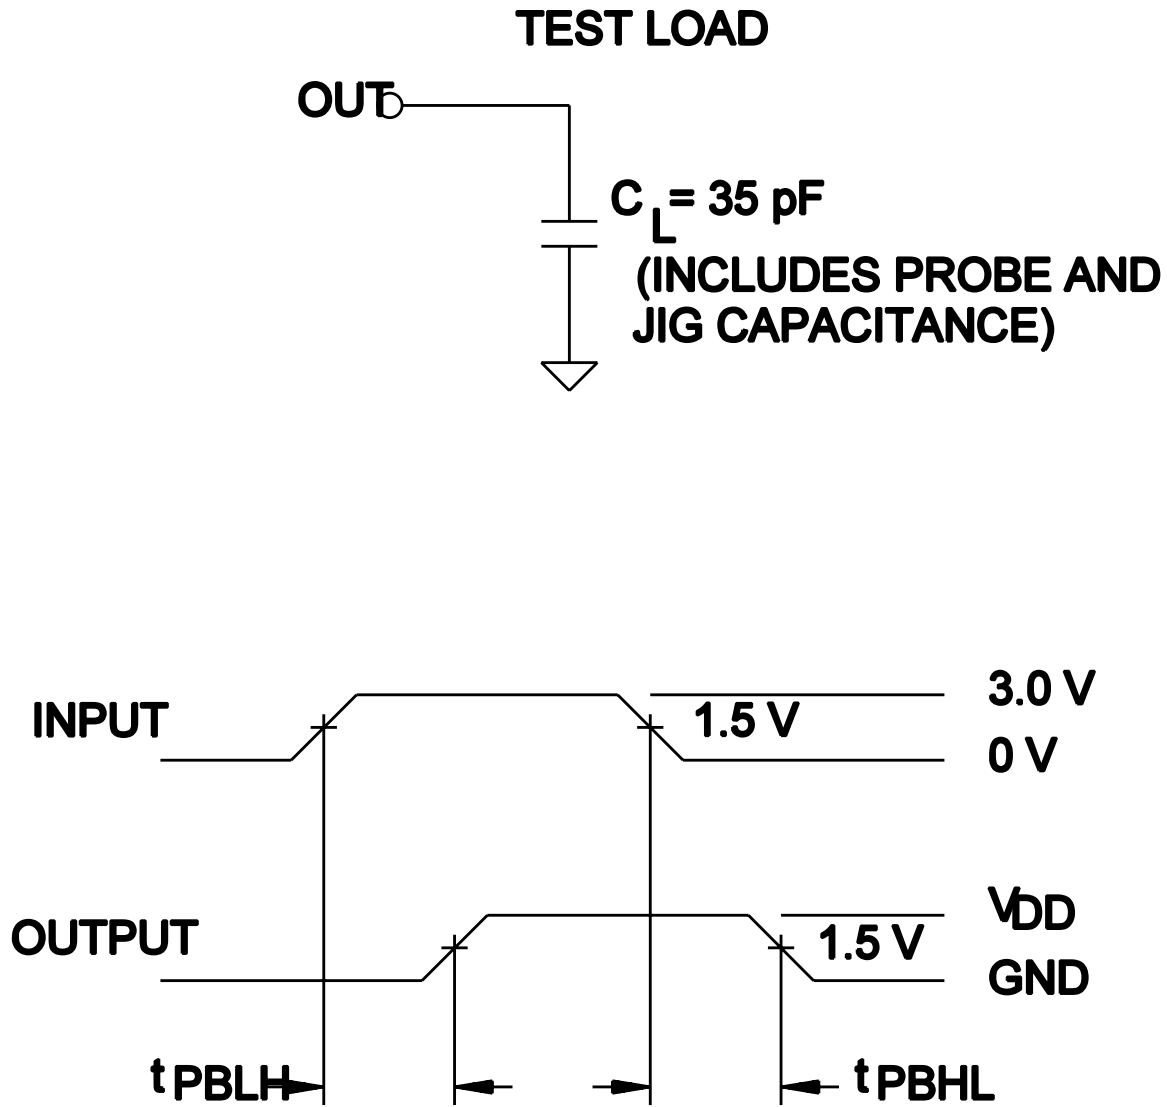 TEST LOAD
OUT
CL = 35 pF
(INCLUDES PROBE AND
JIG CAPACITANCE)
3.0 V
INPUT
1.5 V
0 V
VDD
OUTPUT
1.5 V
GND
tPBLH
tPBHL